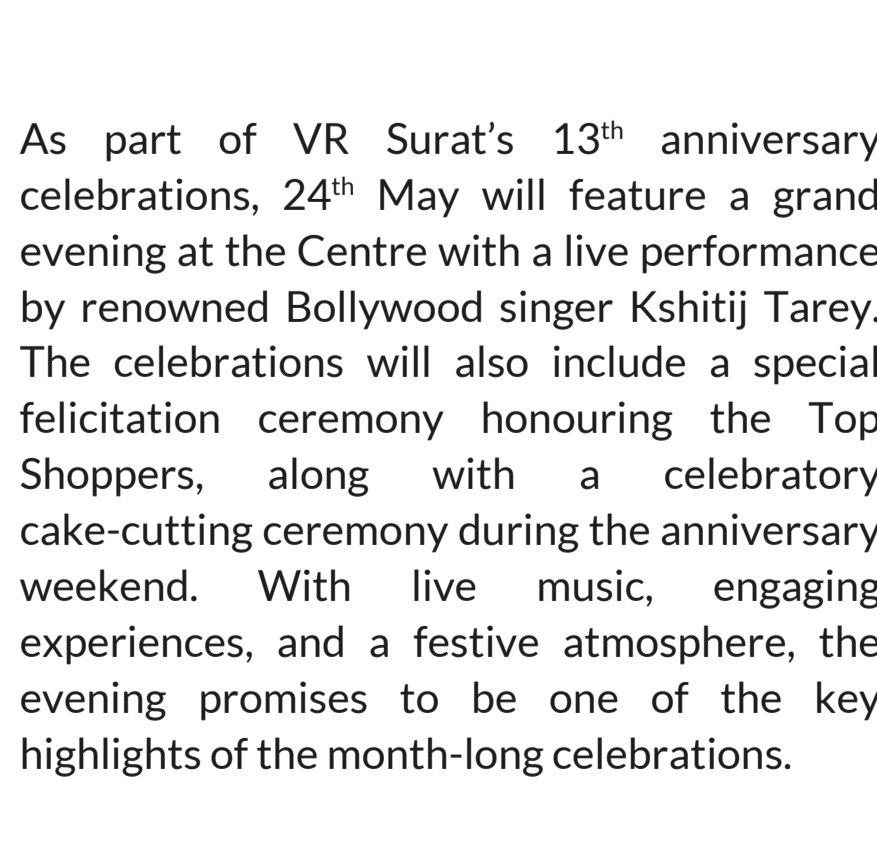 As part of VR Surat’s 13th anniversary
celebrations, 24th May will feature a grand
evening at the Centre with a live performance
by renowned Bollywood singer Kshitij Tarey.
The celebrations will also include a special
felicitation ceremony honouring the Top
Shoppers, along with a celebratory
cake-cutting ceremony during the anniversary
weekend. With live music, engaging
experiences, and a festive atmosphere, the
evening promises to be one of the key
highlights of the month-long celebrations.